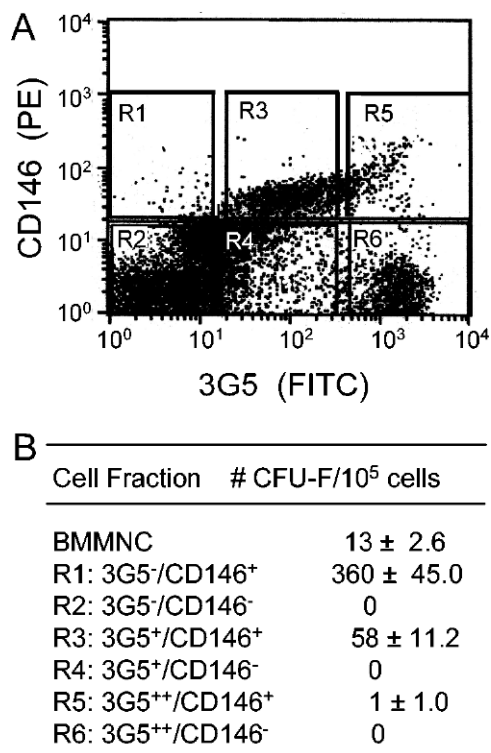 A
10⁴
10³
10²
10¹
10⁰
CD146 (PE)
R1
R3
R5
R2
R4
R6
10⁰ 10¹ 10² 10³ 10⁴
3G5 (FITC)
B
Cell Fraction # CFU-F/10⁵ cells
BMMNC 13 ± 2.6
R1: 3G5⁻/CD146⁺ 360 ± 45.0
R2: 3G5⁻/CD146⁻ 0
R3: 3G5⁺/CD146⁺ 58 ± 11.2
R4: 3G5⁺/CD146⁻ 0
R5: 3G5⁺⁺/CD146⁺ 1 ± 1.0
R6: 3G5⁺⁺/CD146⁻ 0